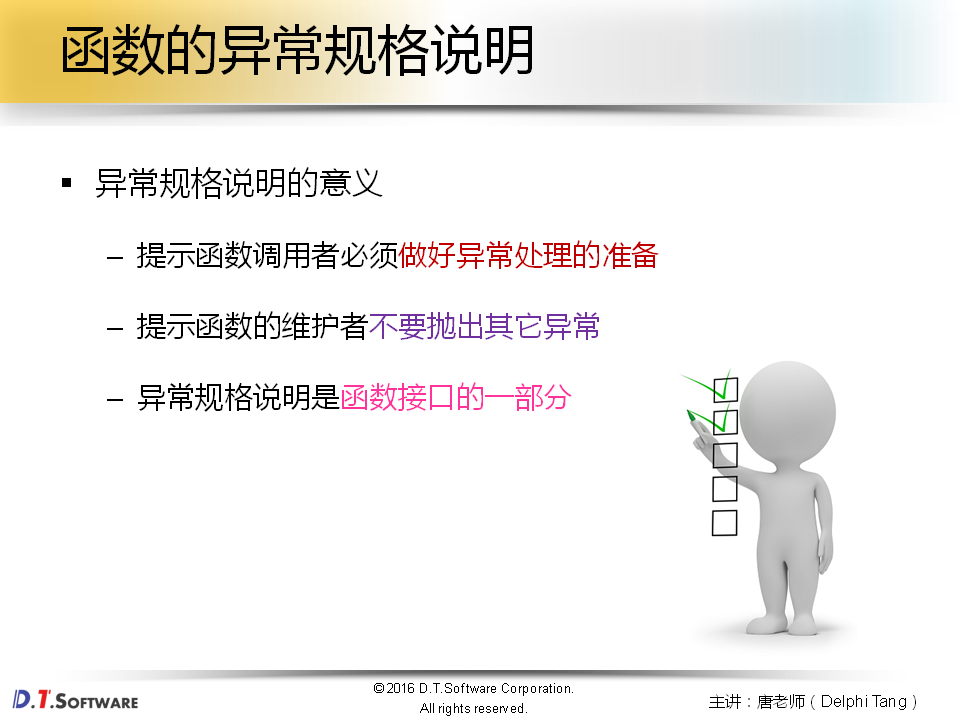 函数的异常规格说明
▪ 异常规格说明的意义
– 提示函数调用者必须做好异常处理的准备
– 提示函数的维护者不要抛出其它异常
– 异常规格说明是函数接口的一部分
D.T.SOFTWARE
©2016 D.T.Software Corporation.
All rights reserved.
主讲：唐老师（Delphi Tang）